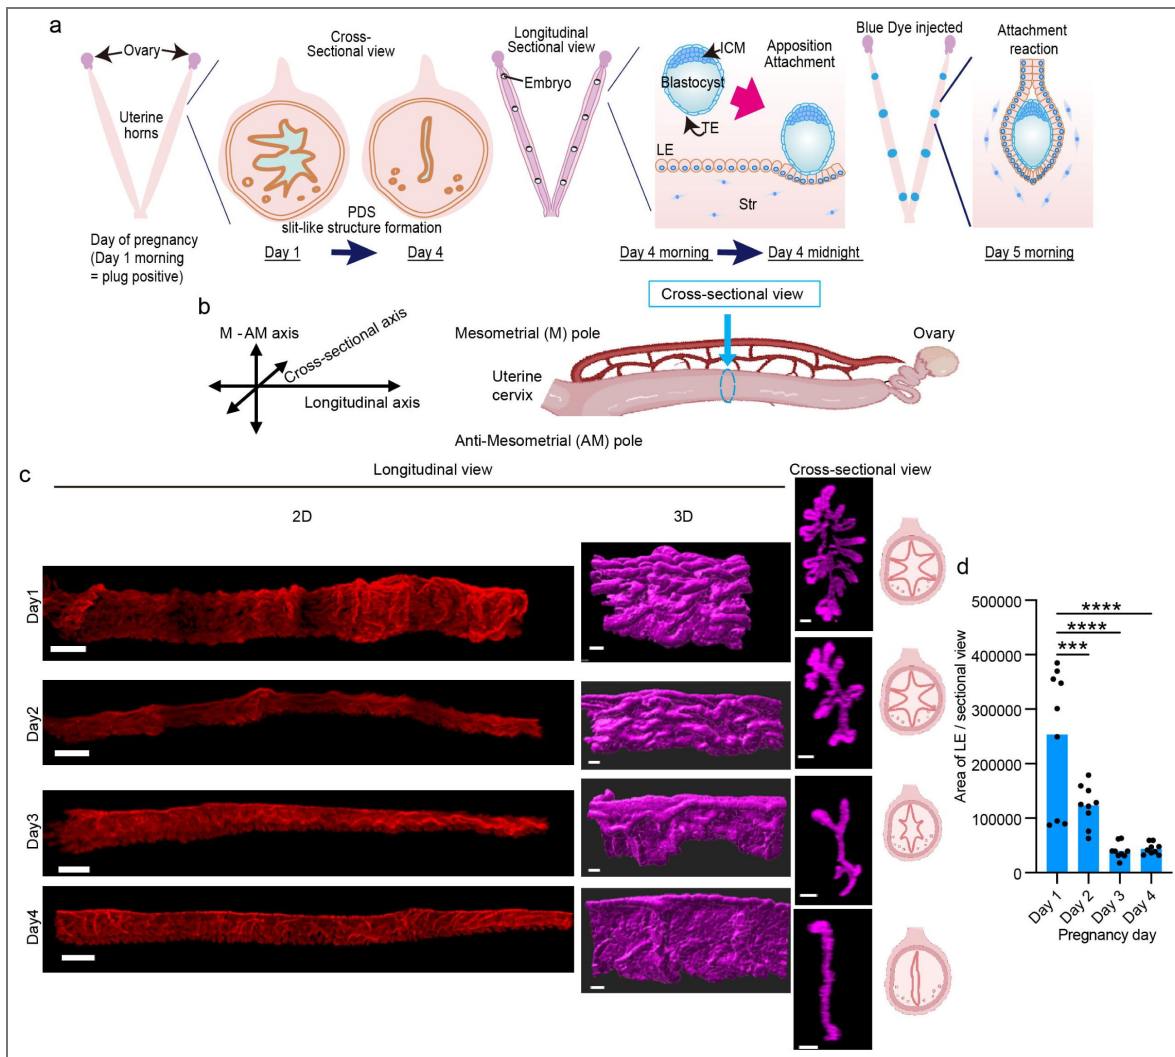 a
Cross-
Sectional view
Ovary
Uterine
horns
Longitudinal
Sectional view
Embryo
ICM
Blastocyst
TE
LE
Str
Apposition
Attachment
Blue Dye injected
Attachment
reaction
PDS
slit-like structure formation
Day of pregnancy
(Day 1 morning
= plug positive)
Day 1
Day 4
Day 4 morning
Day 4 midnight
Day 5 morning
b
M - AM axis
Cross-sectional axis
Longitudinal axis
Cross-sectional view
Mesometrial (M) pole
Ovary
Uterine
cervix
Anti-Mesometrial (AM) pole
c
Longitudinal view
Cross-sectional view
2D
3D
Day1
Day2
Day3
Day4
d
Area of LE / sectional view
500000
400000
300000
200000
100000
0
****
****
***
Day 1
Day 2
Day 3
Day 4
Pregnancy day